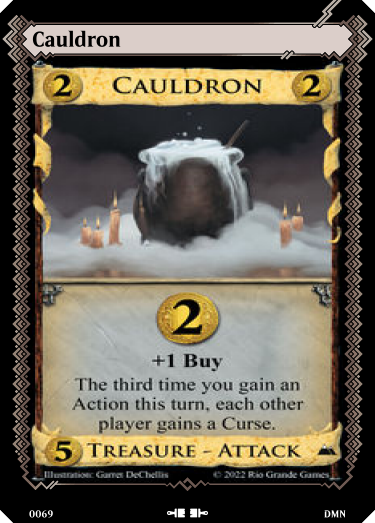 Cauldron
2 CAULDRON 2
2
+1 Buy
The third time you gain an
Action this turn, each other
player gains a Curse.
5 TREASURE - ATTACK
Illustration: Garret DeChellis © 2022 Rio Grande Games
0069 DMN